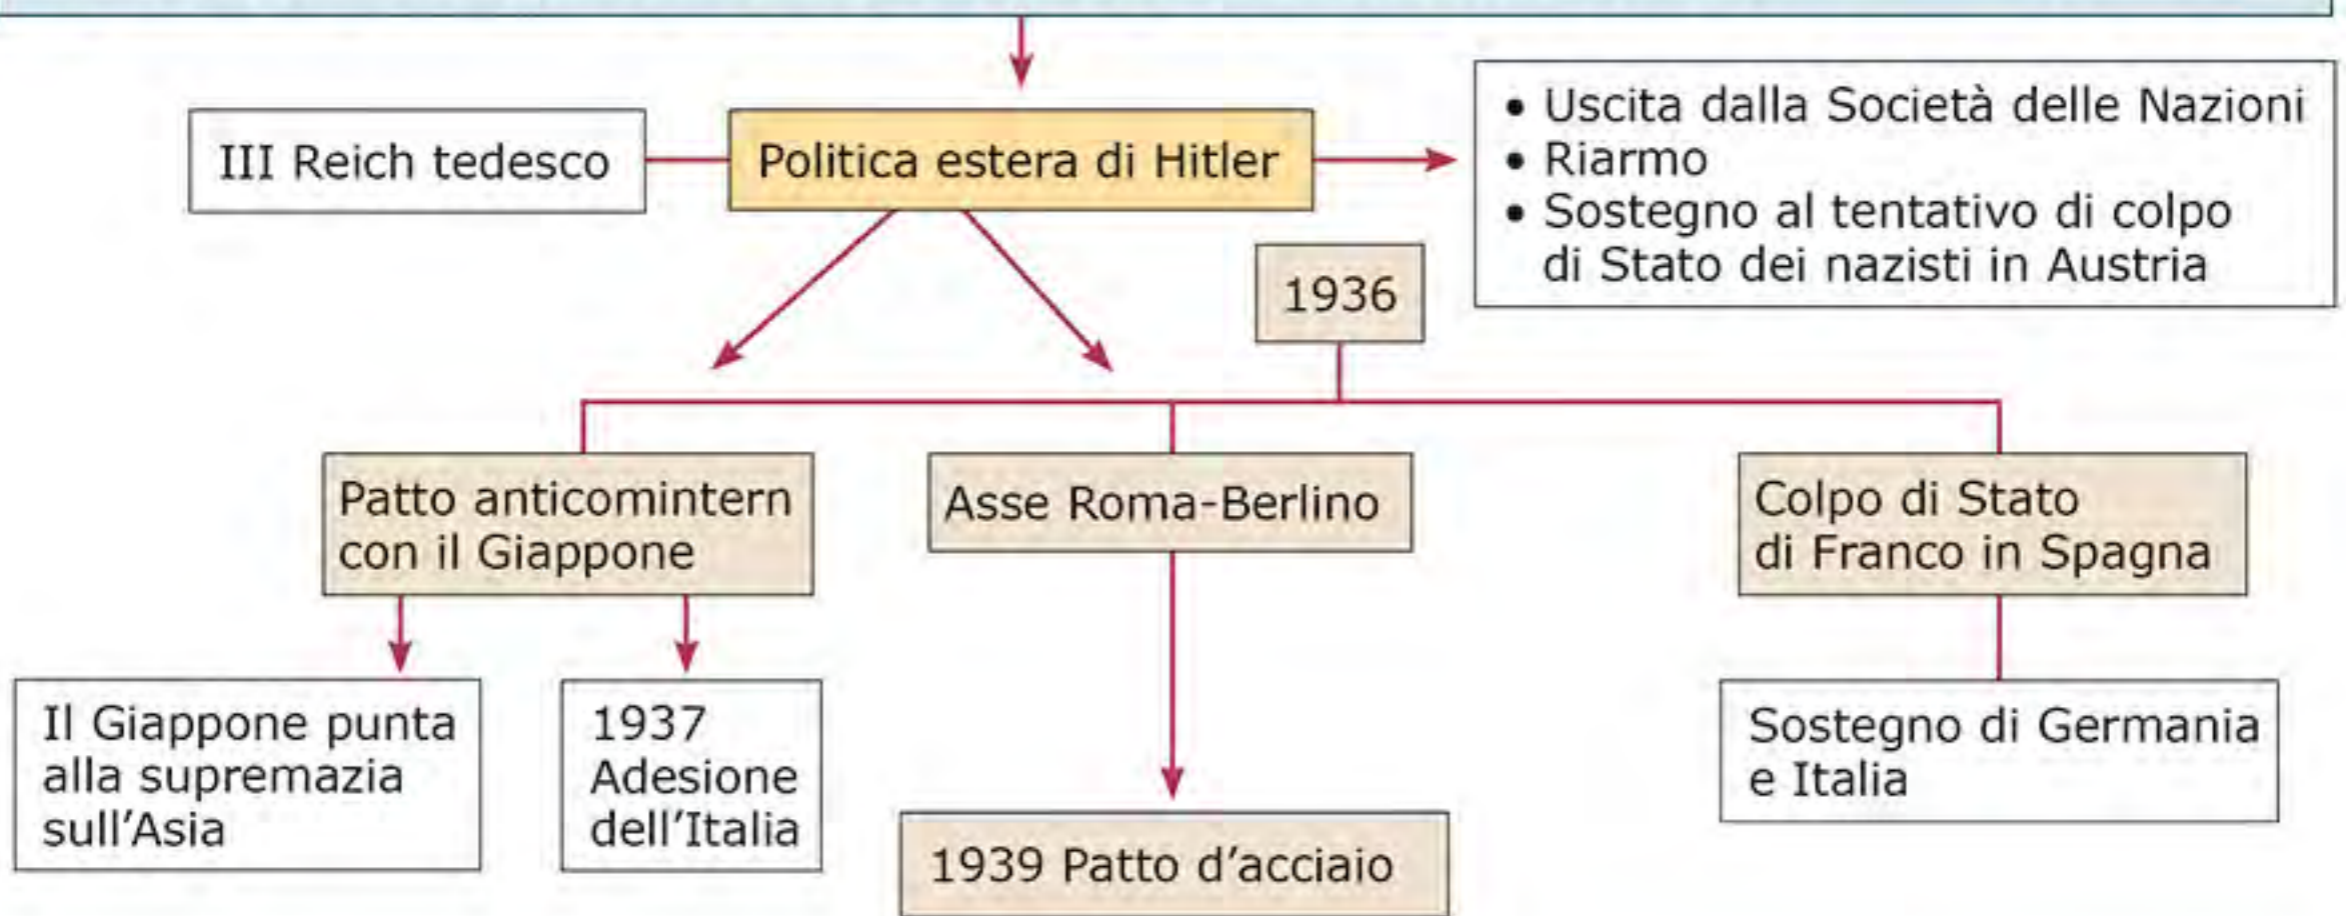 III Reich tedesco
Politica estera di Hitler
• Uscita dalla Società delle Nazioni
• Riarmo
• Sostegno al tentativo di colpo
di Stato dei nazisti in Austria
1936
Patto anticomintern
con il Giappone
Asse Roma-Berlino
Colpo di Stato
di Franco in Spagna
Il Giappone punta
alla supremazia
sull'Asia
1937
Adesione
dell'Italia
1939 Patto d'acciaio
Sostegno di Germania
e Italia